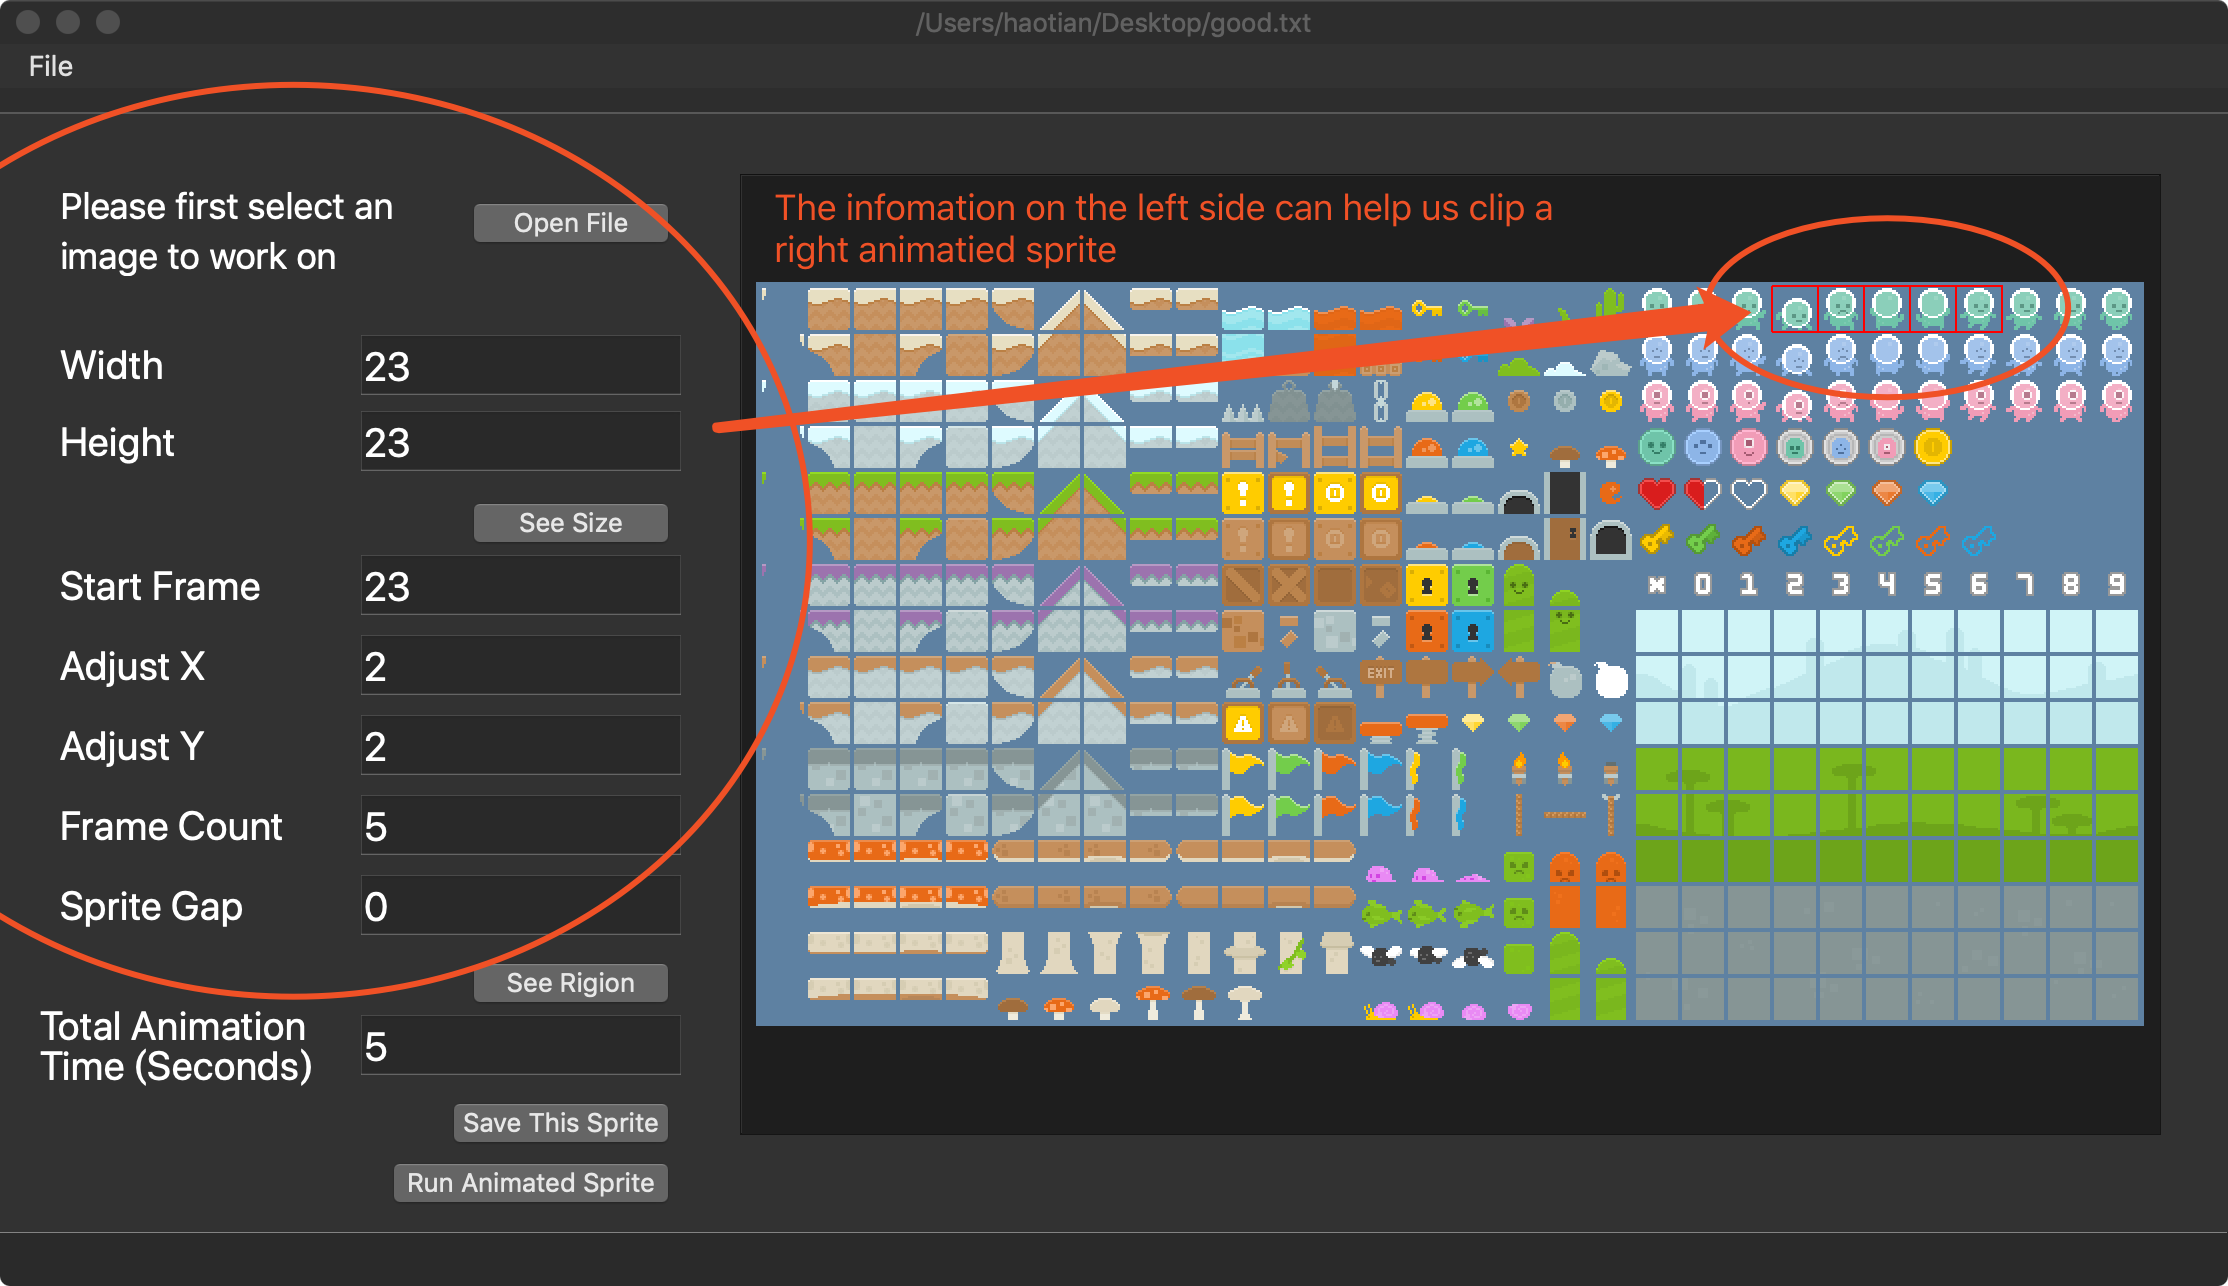 /Users/haotian/Desktop/good.txt
File
Please first select an
image to work on
Open File
Width
23
Height
23
See Size
Start Frame
23
Adjust X
2
Adjust Y
2
Frame Count
5
Sprite Gap
0
See Rigion
Total Animation
Time (Seconds)
5
Save This Sprite
Run Animated Sprite
The infomation on the left side can help us clip a
right animatied sprite
EXIT
× 0 1 2 3 4 5 6 7 8 9